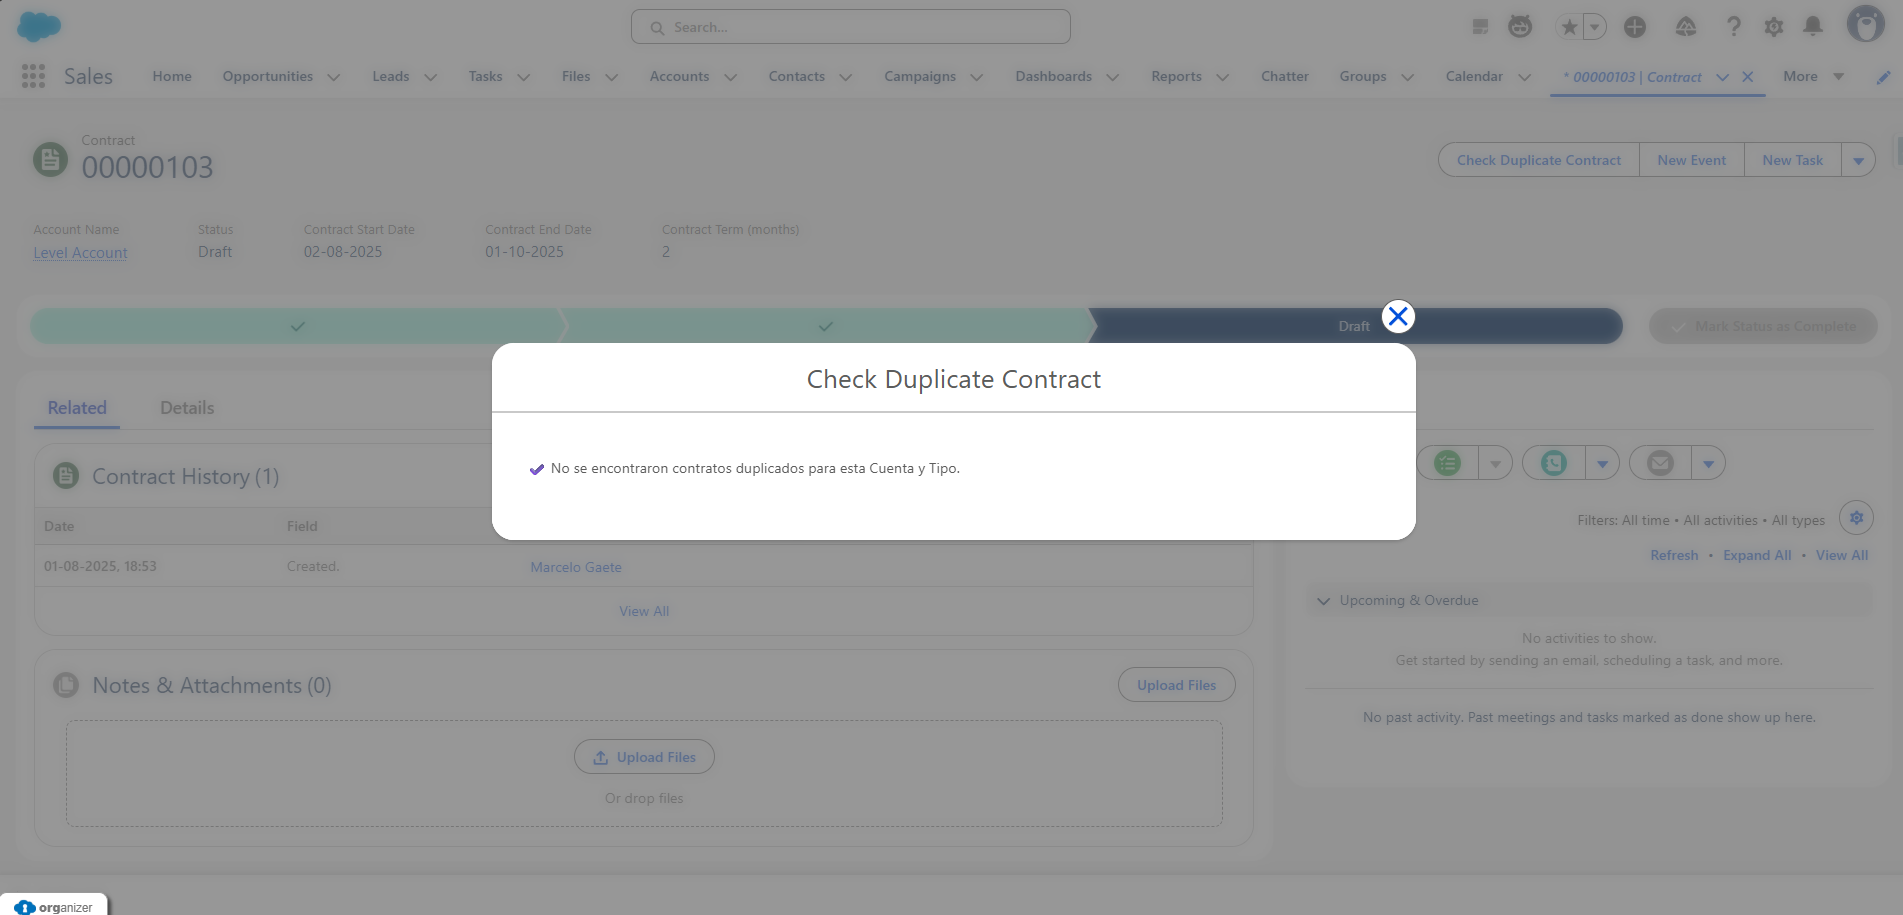 Search...
Sales
Home
Opportunities
Leads
Tasks
Files
Accounts
Contacts
Campaigns
Dashboards
Reports
Chatter
Groups
Calendar
* 00000103 | Contract
More
Contract
00000103
Check Duplicate Contract
New Event
New Task
Account Name
Status
Contract Start Date
Contract End Date
Contract Term (months)
Level Account
Draft
02-08-2025
01-10-2025
2
Draft
Mark Status as Complete
Check Duplicate Contract
No se encontraron contratos duplicados para esta Cuenta y Tipo.
Related
Details
Contract History (1)
Date
Field
01-08-2025, 18:53
Created.
Marcelo Gaete
View All
Notes & Attachments (0)
Upload Files
Upload Files
Or drop files
Filters: All time • All activities • All types
Refresh • Expand All • View All
Upcoming & Overdue
No activities to show.
Get started by sending an email, scheduling a task, and more.
No past activity. Past meetings and tasks marked as done show up here.
organizer